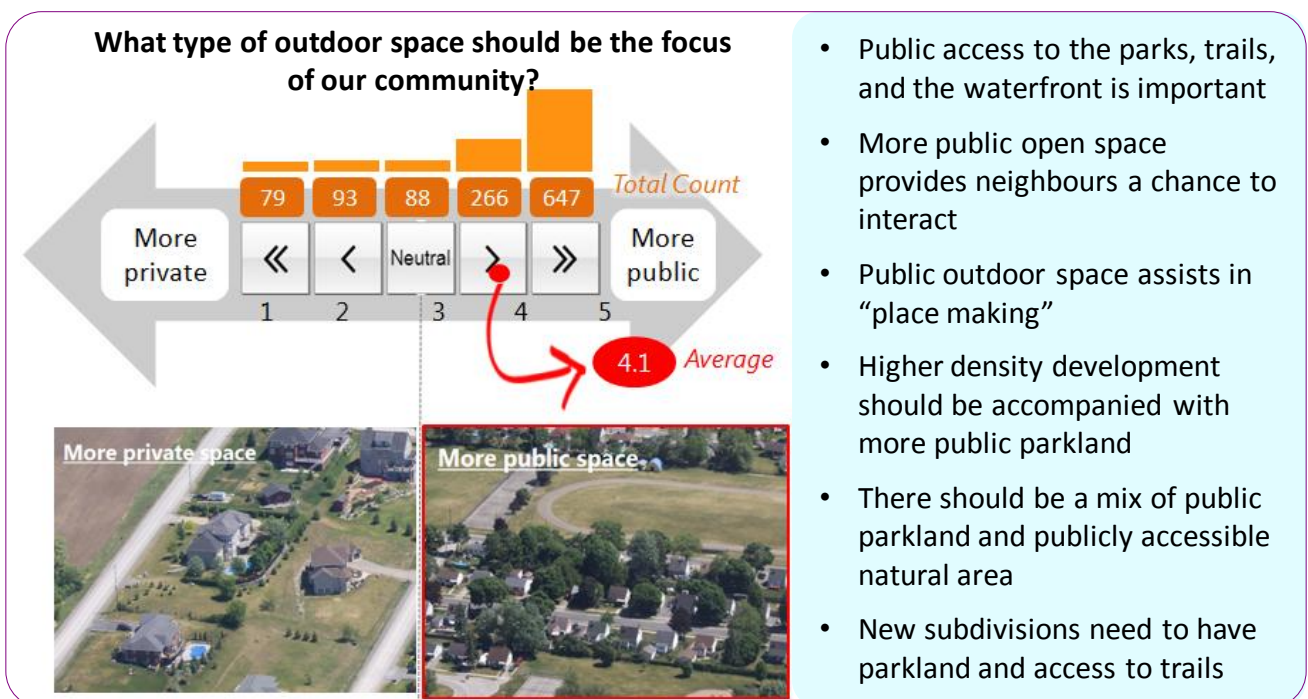 What type of outdoor space should be the focus
of our community?
Total Count
79 93 88 266 647
More
private
« < Neutral > »
More
public
1 2 3 4 5
4.1 Average
More private space
More public space
• Public access to the parks, trails,
and the waterfront is important
• More public open space
provides neighbours a chance to
interact
• Public outdoor space assists in
“place making”
• Higher density development
should be accompanied with
more public parkland
• There should be a mix of public
parkland and publicly accessible
natural area
• New subdivisions need to have
parkland and access to trails